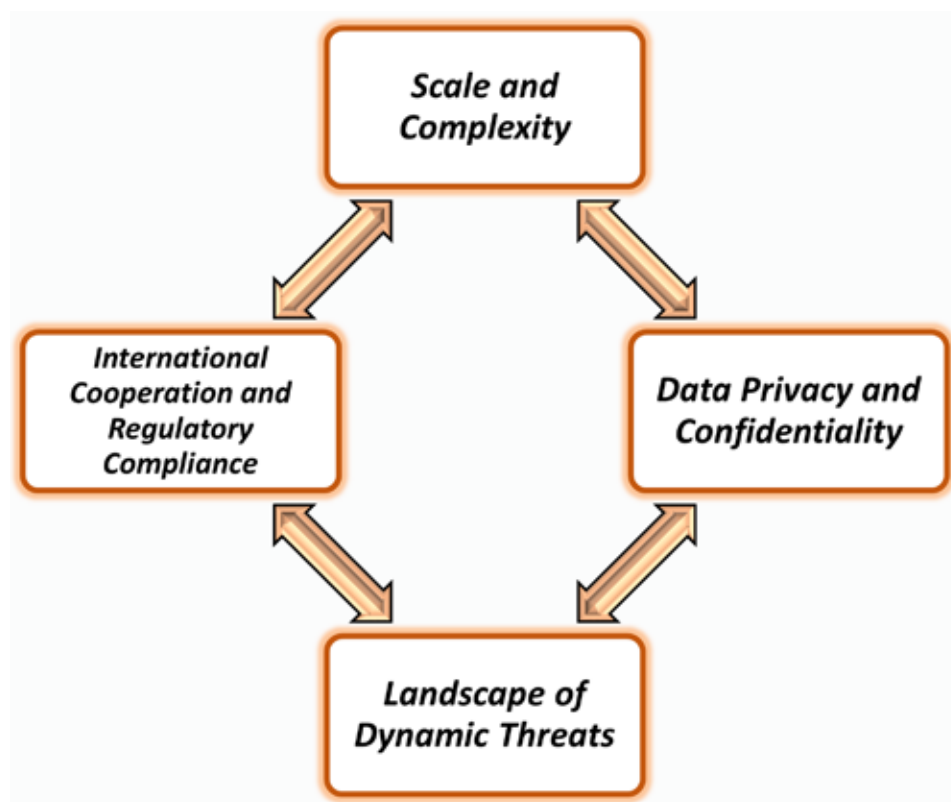 Scale and
Complexity
International
Cooperation and
Regulatory
Compliance
Data Privacy and
Confidentiality
Landscape of
Dynamic Threats